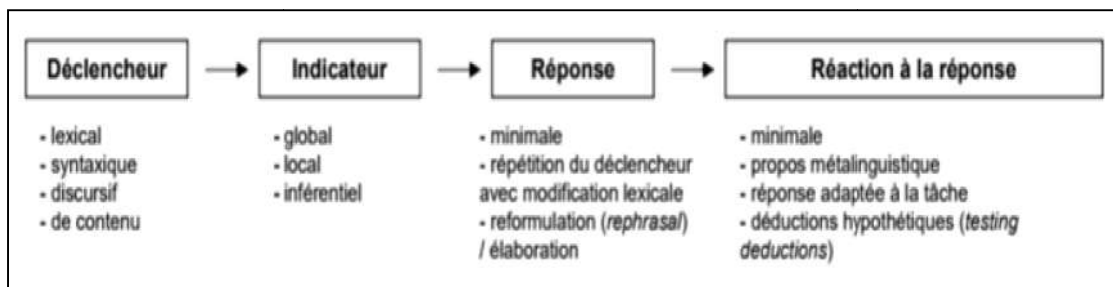 Déclencheur
Indicateur
Réponse
Réaction à la réponse
- lexical
- syntaxique
- discursif
- de contenu
- global
- local
- inférentiel
- minimale
- répétition du déclencheur
avec modification lexicale
- reformulation (rephrasal)
/ élaboration
- minimale
- propos métalinguistique
- réponse adaptée à la tâche
- déductions hypothétiques (testing
deductions)